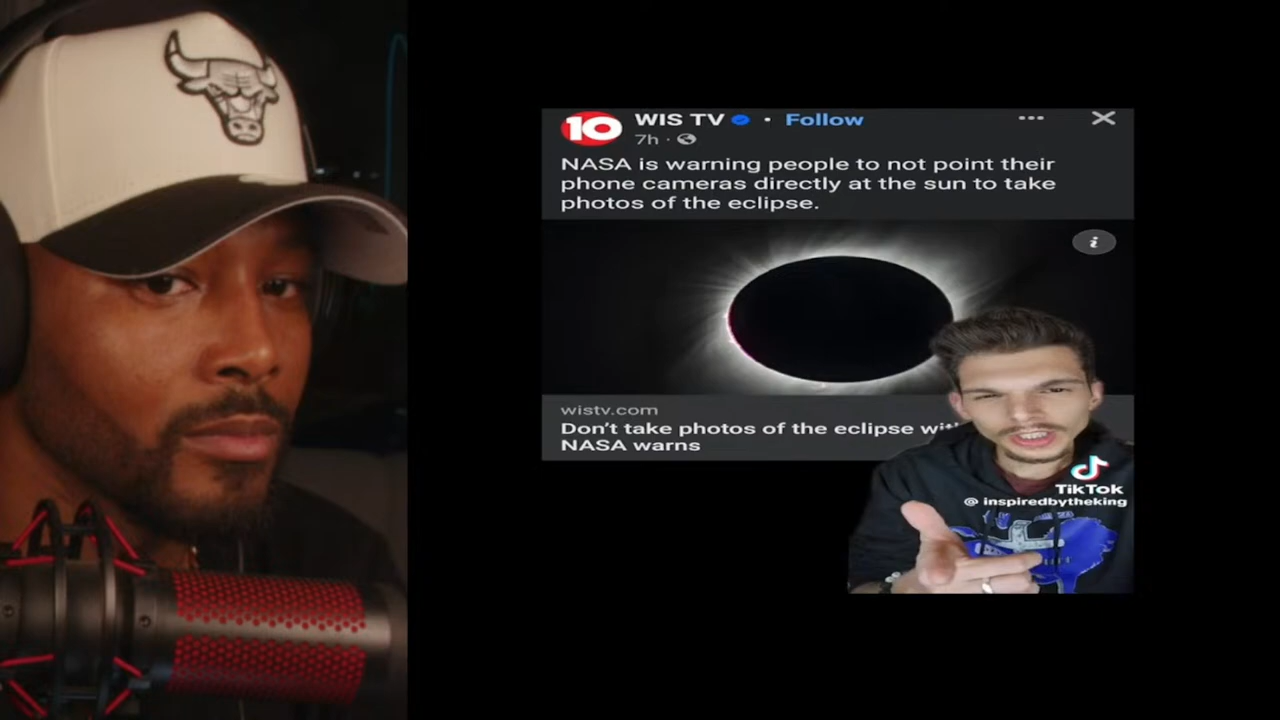 10 WIS TV · Follow
7h ·
NASA is warning people to not point their
phone cameras directly at the sun to take
photos of the eclipse.
i
wistv.com
Don't take photos of the eclipse
NASA warns
TikTok
@ inspiredbytheking